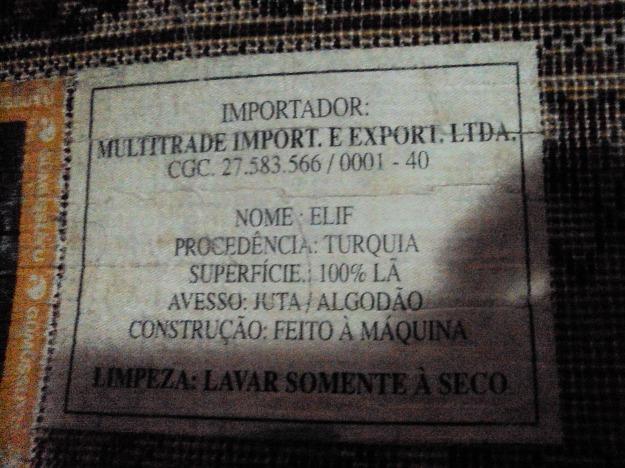 IMPORTADOR:
MULTITRADE IMPORT. E EXPORT. LTDA.
CGC. 27.583.566 / 0001 - 40
NOME : ELIF
PROCEDÊNCIA: TURQUIA
SUPERFÍCIE.: 100% LÃ
AVESSO: JUTA / ALGODÃO
CONSTRUÇÃO: FEITO À MÁQUINA
LIMPEZA: LAVAR SOMENTE À SECO